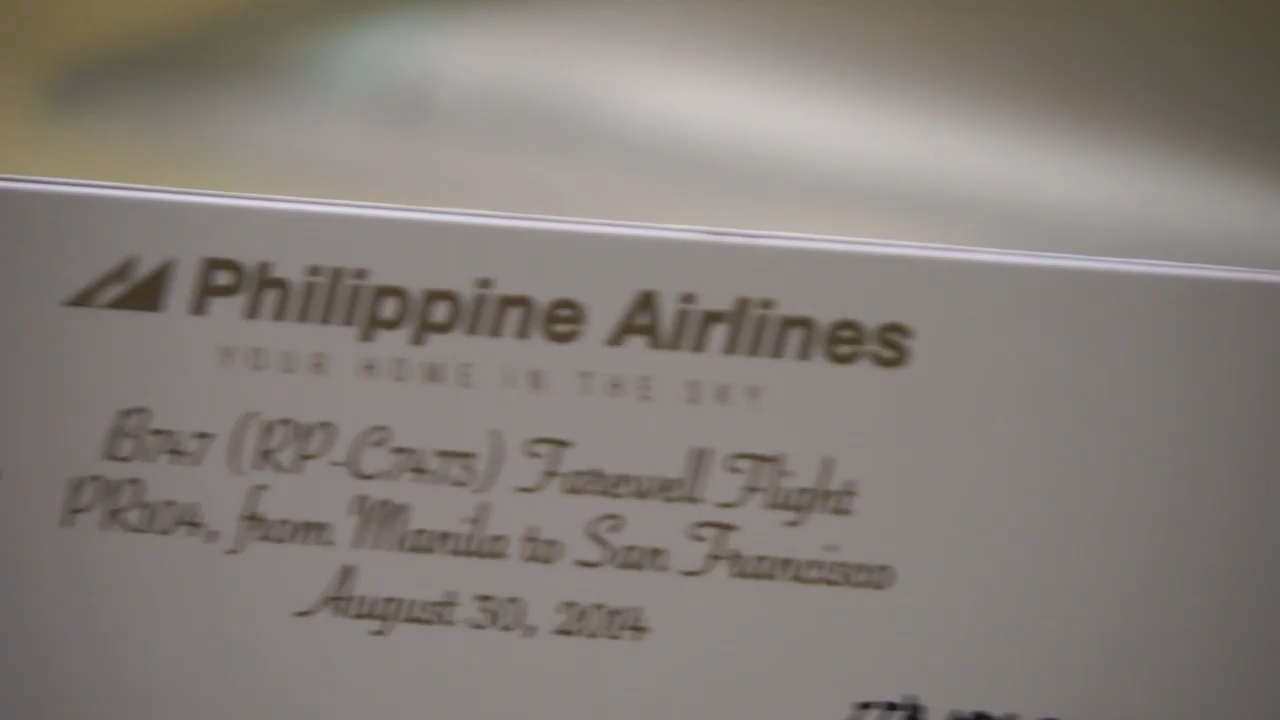 Philippine Airlines
YOUR HOME IN THE SKY
B747 (RP-C7475) Farewell Flight
PR104, from Manila to San Francisco
August 30, 2014